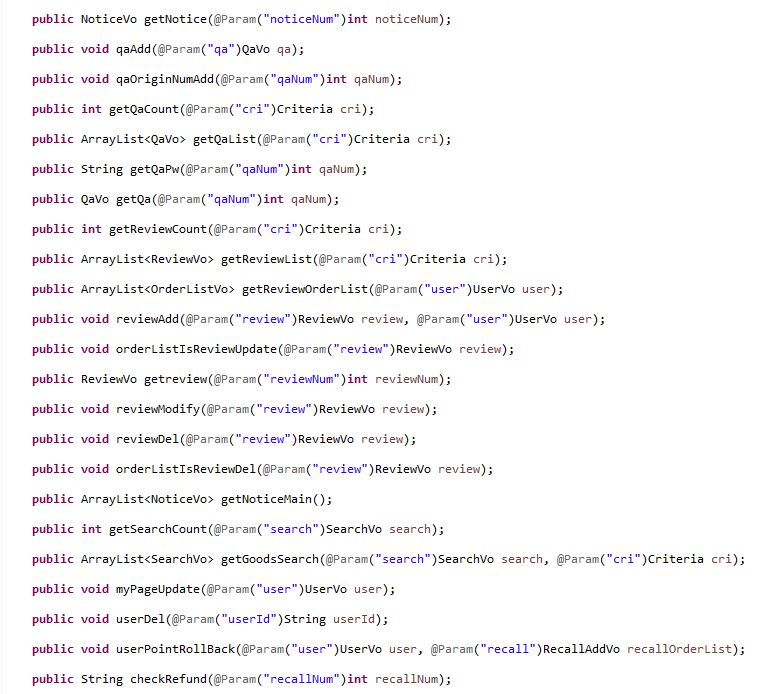 public NoticeVo getNotice(@Param("noticeNum")int noticeNum);
public void qaAdd(@Param("qa")QaVo qa);
public void qaOriginNumAdd(@Param("qaNum")int qaNum);
public int getQaCount(@Param("cri")Criteria cri);
public ArrayList<QaVo> getQaList(@Param("cri")Criteria cri);
public String getQaPw(@Param("qaNum")int qaNum);
public QaVo getQa(@Param("qaNum")int qaNum);
public int getReviewCount(@Param("cri")Criteria cri);
public ArrayList<ReviewVo> getReviewList(@Param("cri")Criteria cri);
public ArrayList<OrderListVo> getReviewOrderList(@Param("user")UserVo user);
public void reviewAdd(@Param("review")ReviewVo review, @Param("user")UserVo user);
public void orderListIsReviewUpdate(@Param("review")ReviewVo review);
public ReviewVo getreview(@Param("reviewNum")int reviewNum);
public void reviewModify(@Param("review")ReviewVo review);
public void reviewDel(@Param("review")ReviewVo review);
public void orderListIsReviewDel(@Param("review")ReviewVo review);
public ArrayList<NoticeVo> getNoticeMain();
public int getSearchCount(@Param("search")SearchVo search);
public ArrayList<SearchVo> getGoodsSearch(@Param("search")SearchVo search, @Param("cri")Criteria cri);
public void myPageUpdate(@Param("user")UserVo user);
public void userDel(@Param("userId")String userId);
public void userPointRollBack(@Param("user")UserVo user, @Param("recall")RecallAddVo recallOrderList);
public String checkRefund(@Param("recallNum")int recallNum);